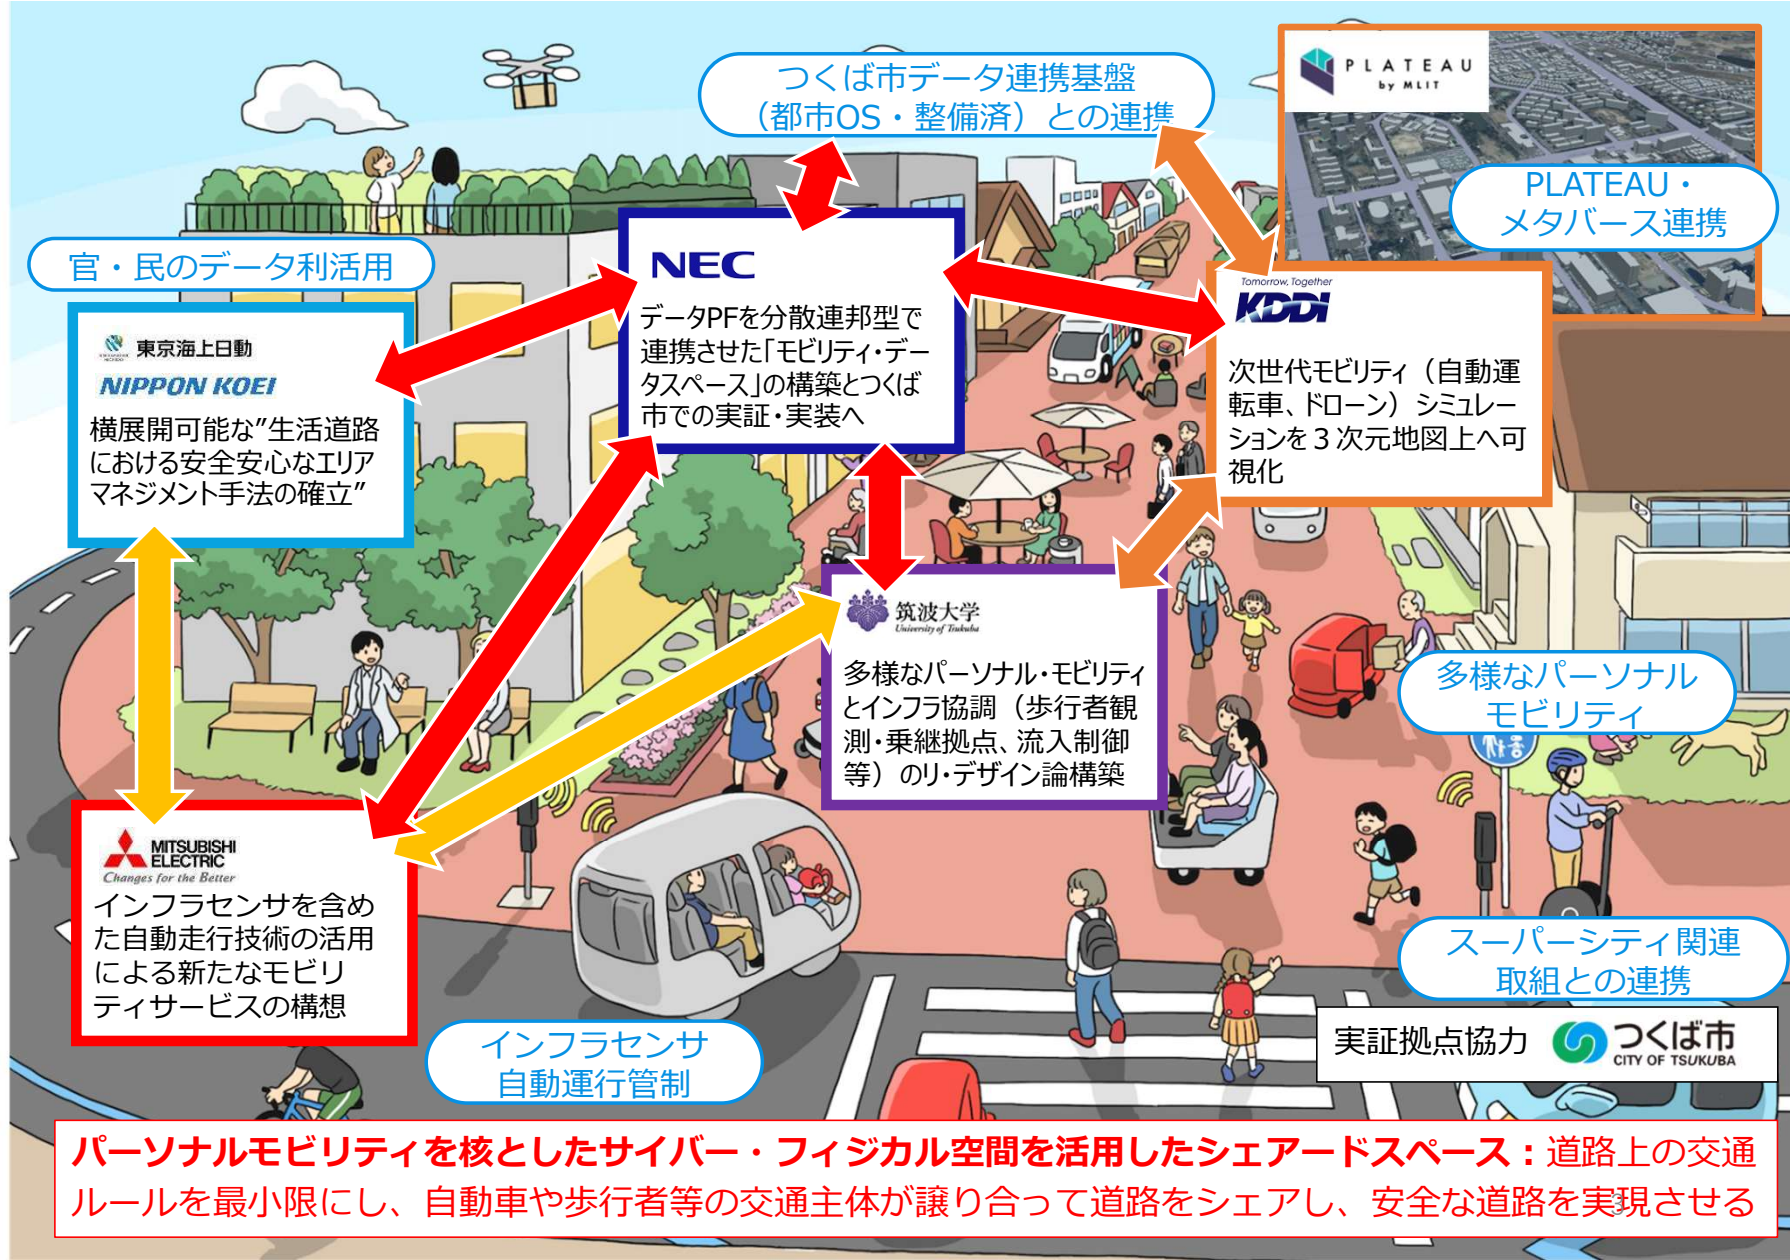 つくば市データ連携基盤
（都市OS・整備済）との連携
PLATEAU
by MLIT
PLATEAU・
メタバース連携
官・民のデータ利活用
東京海上日動
NIPPON KOEI
横展開可能な”生活道路
における安全安心なエリア
マネジメント手法の確立”
NEC
データPFを分散連邦型で
連携させた「モビリティ・デー
タスペース」の構築とつくば
市での実証・実装へ
Tomorrow, Together
KDDI
次世代モビリティ（自動運
転車、ドローン）シミュレー
ションを３次元地図上へ可
視化
筑波大学
University of Tsukuba
多様なパーソナル・モビリティ
とインフラ協調（歩行者観
測・乗継拠点、流入制御
等）のリ・デザイン論構築
多様なパーソナル
モビリティ
MITSUBISHI
ELECTRIC
Changes for the Better
インフラセンサを含め
た自動走行技術の活用
による新たなモビリ
ティサービスの構想
インフラセンサ
自動運行管制
スーパーシティ関連
取組との連携
実証拠点協力
つくば市
CITY OF TSUKUBA
パーソナルモビリティを核としたサイバー・フィジカル空間を活用したシェアードスペース：道路上の交通
ルールを最小限にし、自動車や歩行者等の交通主体が譲り合って道路をシェアし、安全な道路を実現させる
3